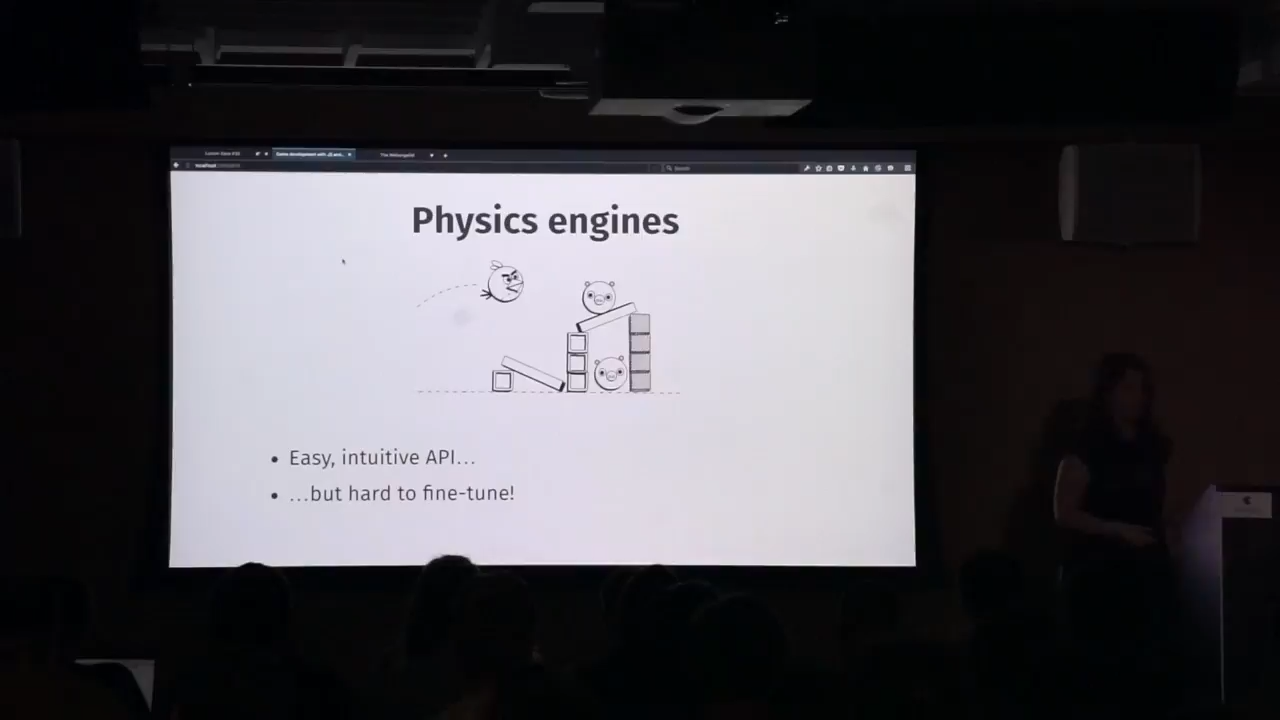 Physics engines
Easy, intuitive API…
…but hard to fine-tune!